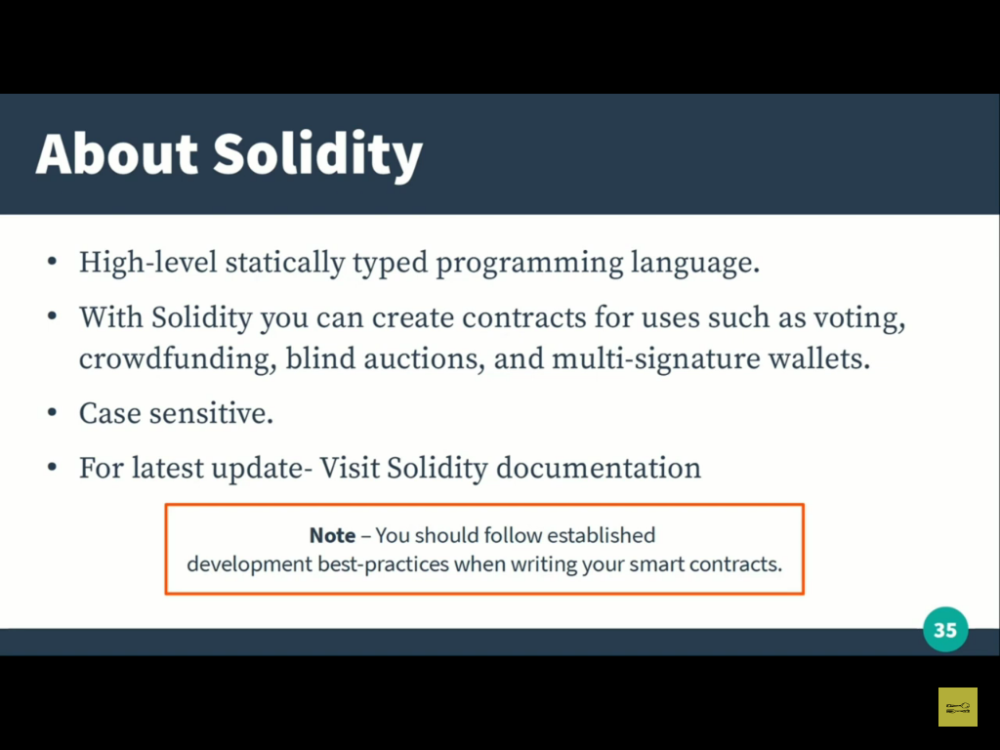 About Solidity
• High-level statically typed programming language.
• With Solidity you can create contracts for uses such as voting,
crowdfunding, blind auctions, and multi-signature wallets.
• Case sensitive.
• For latest update- Visit Solidity documentation
Note – You should follow established
development best-practices when writing your smart contracts.
35